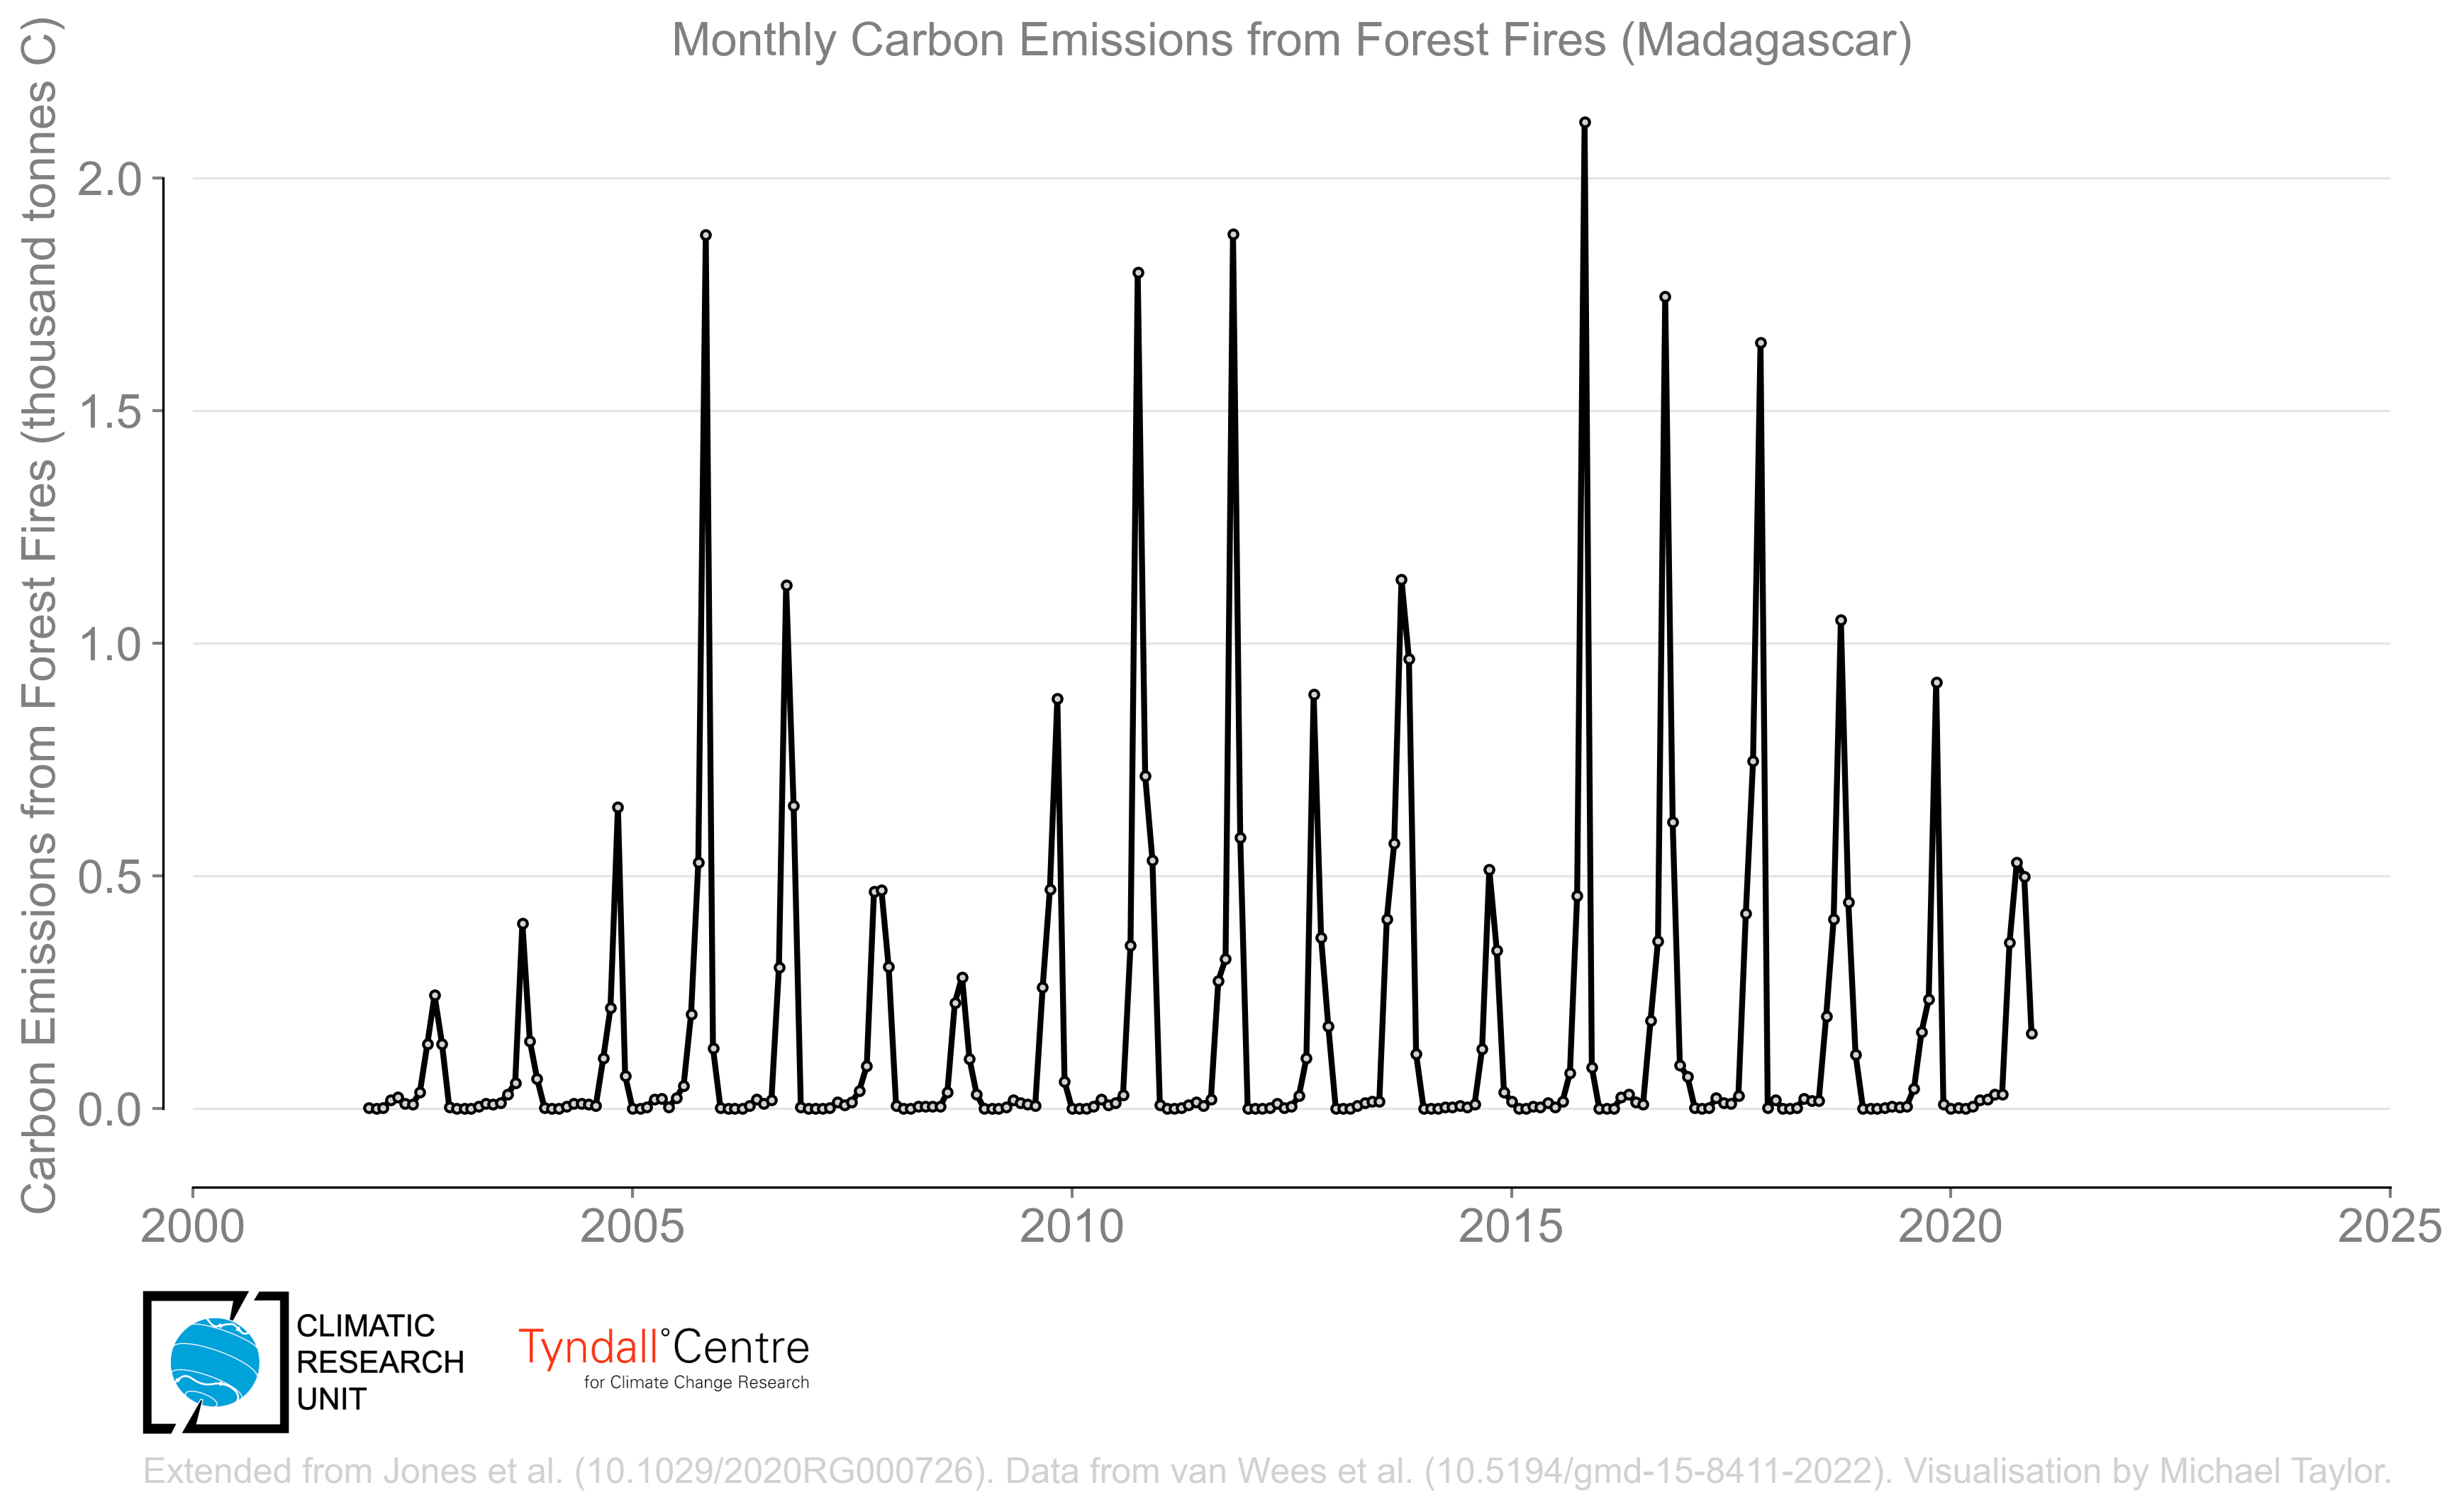 Monthly Carbon Emissions from Forest Fires (Madagascar)
Carbon Emissions from Forest Fires (thousand tonnes C)
2.0
1.5
1.0
0.5
0.0
2000 2005 2010 2015 2020 2025
CLIMATIC
RESEARCH
UNIT
Tyndall°Centre
for Climate Change Research
Extended from Jones et al. (10.1029/2020RG000726). Data from van Wees et al. (10.5194/gmd-15-8411-2022). Visualisation by Michael Taylor.